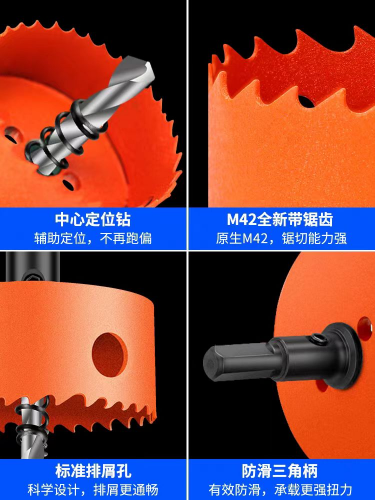 中心定位钻
辅助定位，不再跑偏
M42全新带锯齿
原生M42，锯切能力强
标准排屑孔
科学设计，排屑更通畅
防滑三角柄
有效防滑，承载更强扭力